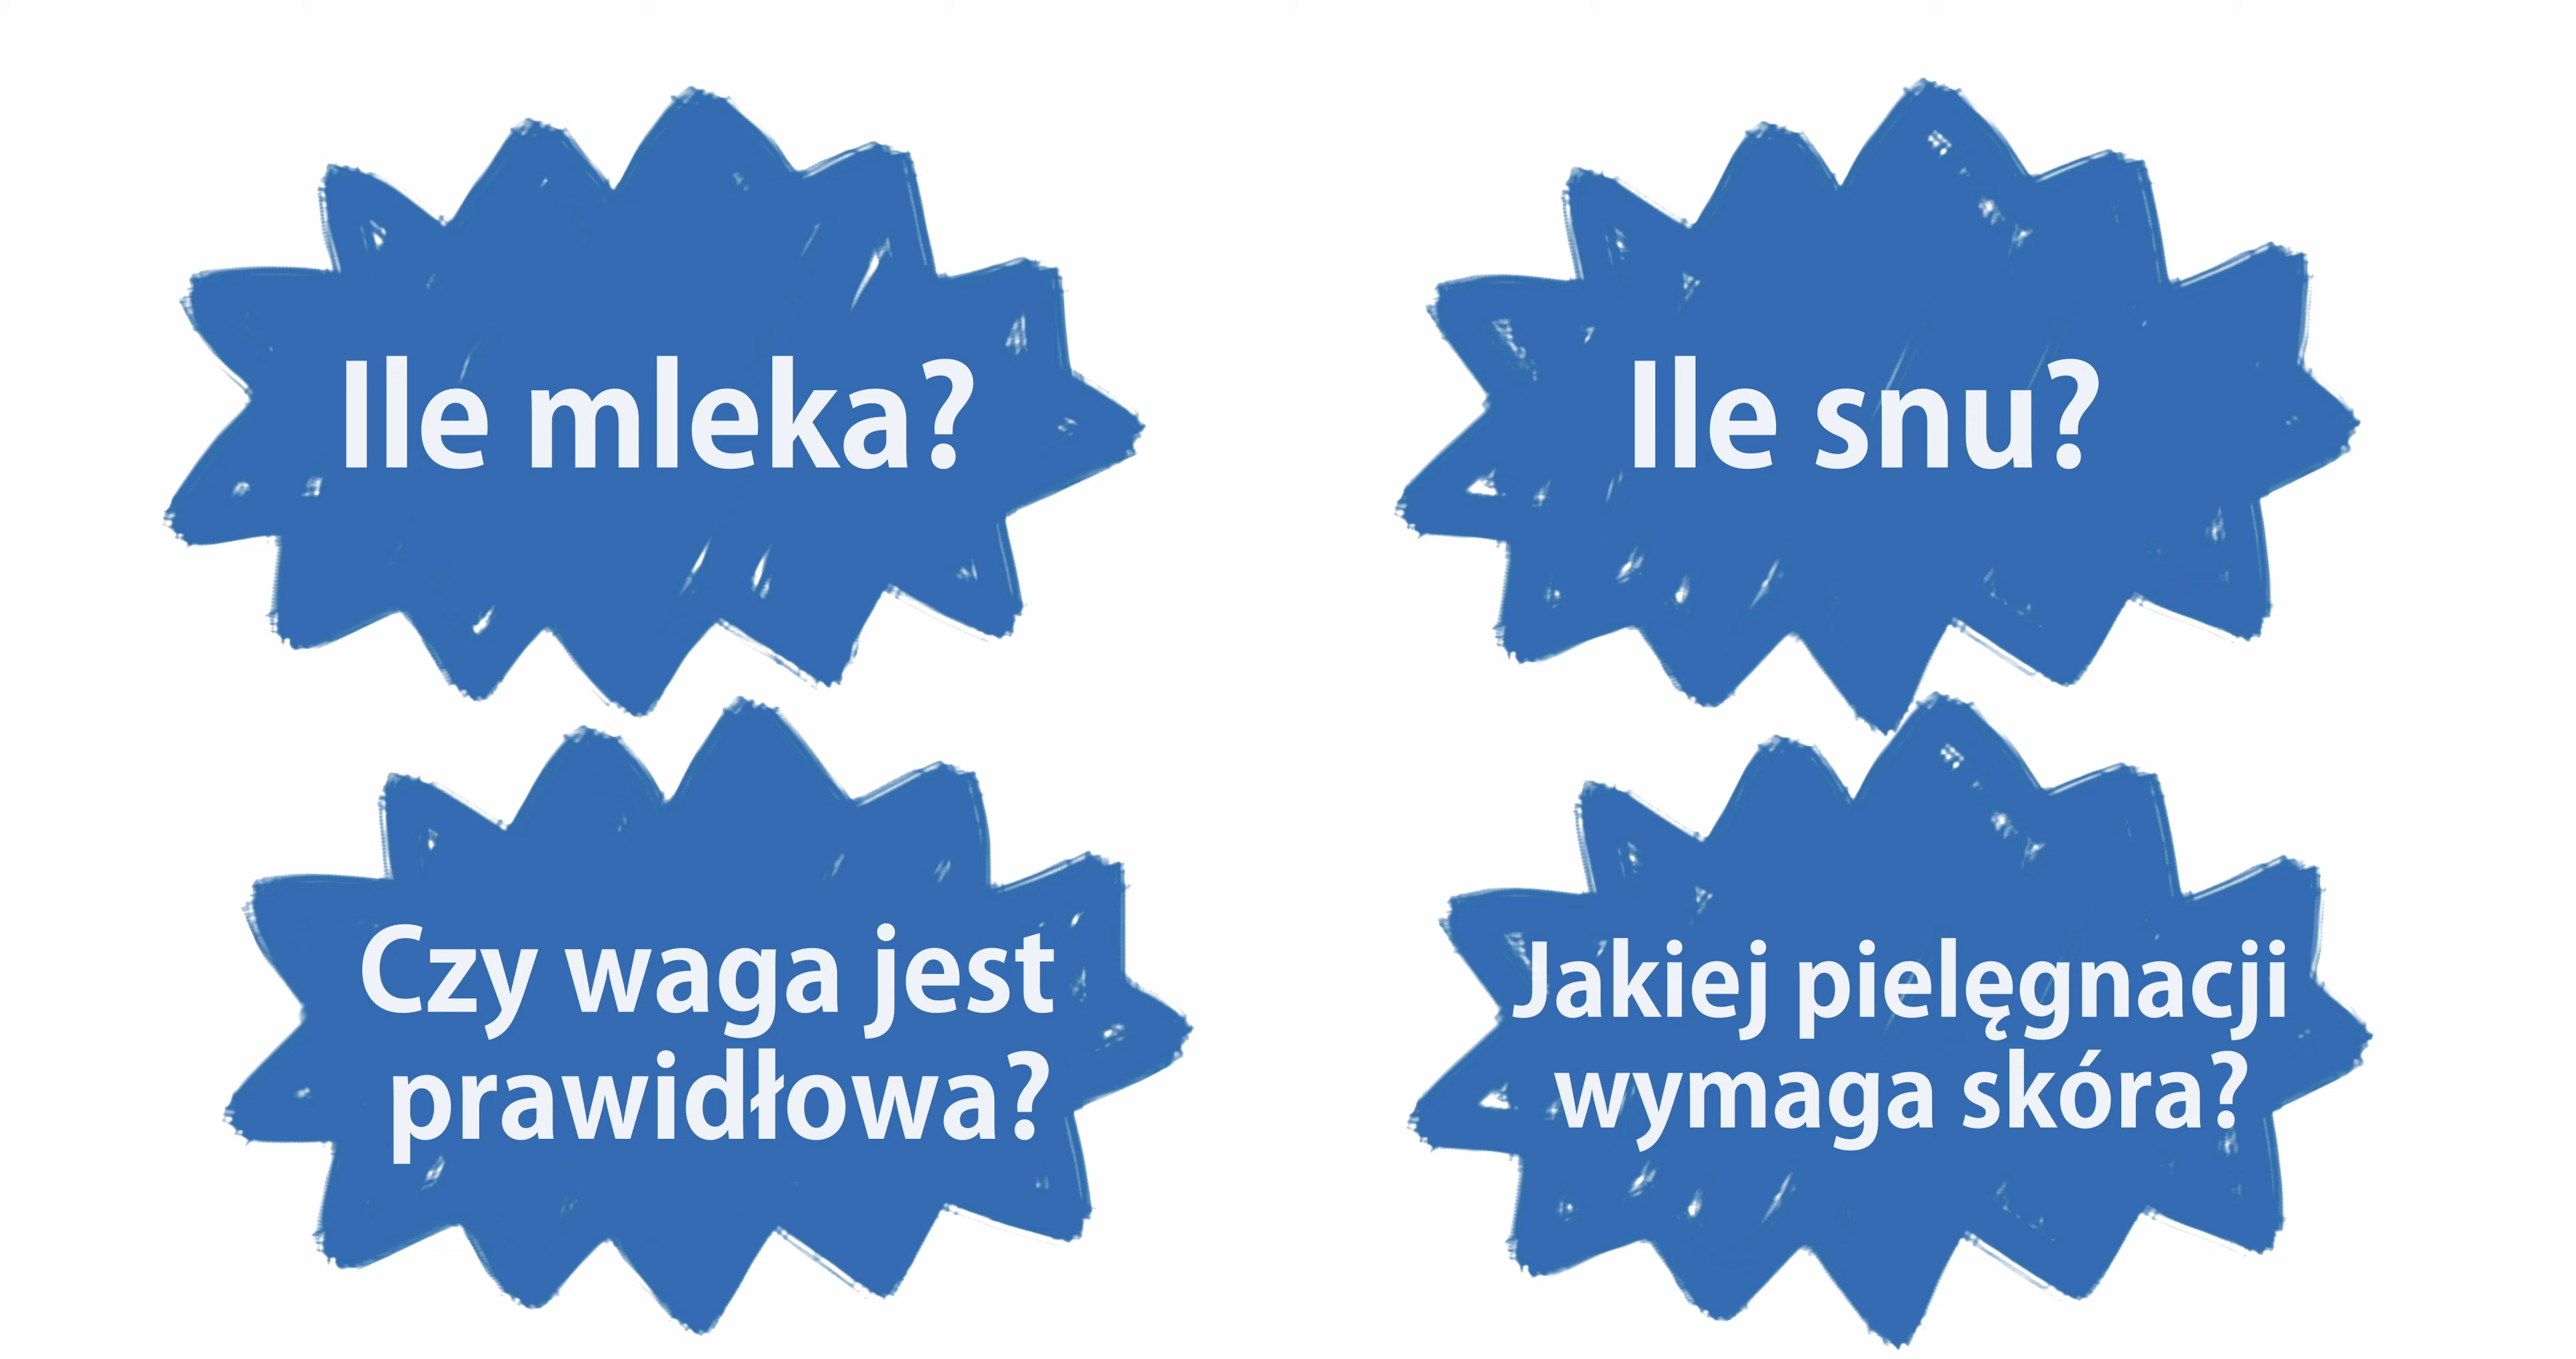 Ile mleka?
Ile snu?
Czy waga jest
prawidłowa?
Jakiej pielęgnacji
wymaga skóra?